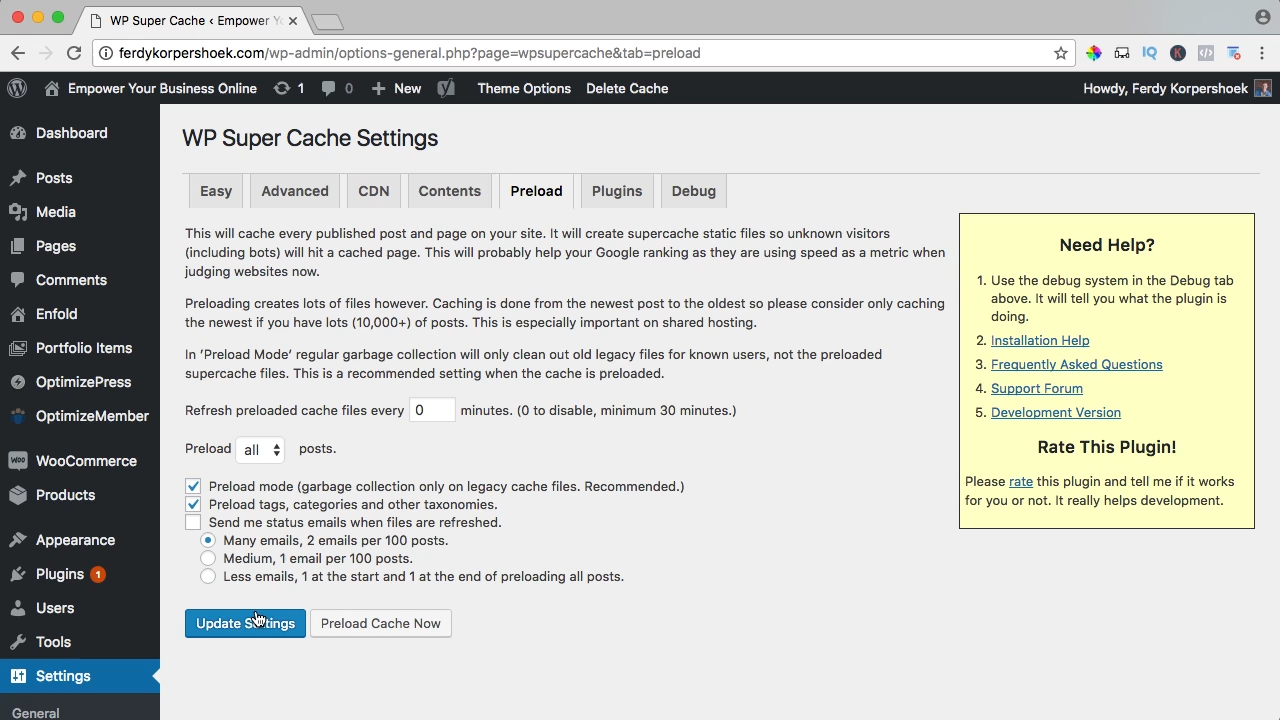 WP Super Cache ‹ Empower Y
ferdykorpershoek.com/wp-admin/options-general.php?page=wpsupercache&tab=preload
Empower Your Business Online 1 0 New Theme Options Delete Cache Howdy, Ferdy Korpershoek
Dashboard
Posts
Media
Pages
Comments
Enfold
Portfolio Items
OptimizePress
OptimizeMember
WooCommerce
Products
Appearance
Plugins 1
Users
Tools
Settings
General
WP Super Cache Settings
Easy Advanced CDN Contents Preload Plugins Debug
This will cache every published post and page on your site. It will create supercache static files so unknown visitors
(including bots) will hit a cached page. This will probably help your Google ranking as they are using speed as a metric when
judging websites now.
Preloading creates lots of files however. Caching is done from the newest post to the oldest so please consider only caching
the newest if you have lots (10,000+) of posts. This is especially important on shared hosting.
In 'Preload Mode' regular garbage collection will only clean out old legacy files for known users, not the preloaded
supercache files. This is a recommended setting when the cache is preloaded.
Refresh preloaded cache files every 0 minutes. (0 to disable, minimum 30 minutes.)
Preload all posts.
Preload mode (garbage collection only on legacy cache files. Recommended.)
Preload tags, categories and other taxonomies.
Send me status emails when files are refreshed.
Many emails, 2 emails per 100 posts.
Medium, 1 email per 100 posts.
Less emails, 1 at the start and 1 at the end of preloading all posts.
Update Settings Preload Cache Now
Need Help?
1. Use the debug system in the Debug tab
above. It will tell you what the plugin is
doing.
2. Installation Help
3. Frequently Asked Questions
4. Support Forum
5. Development Version
Rate This Plugin!
Please rate this plugin and tell me if it works
for you or not. It really helps development.